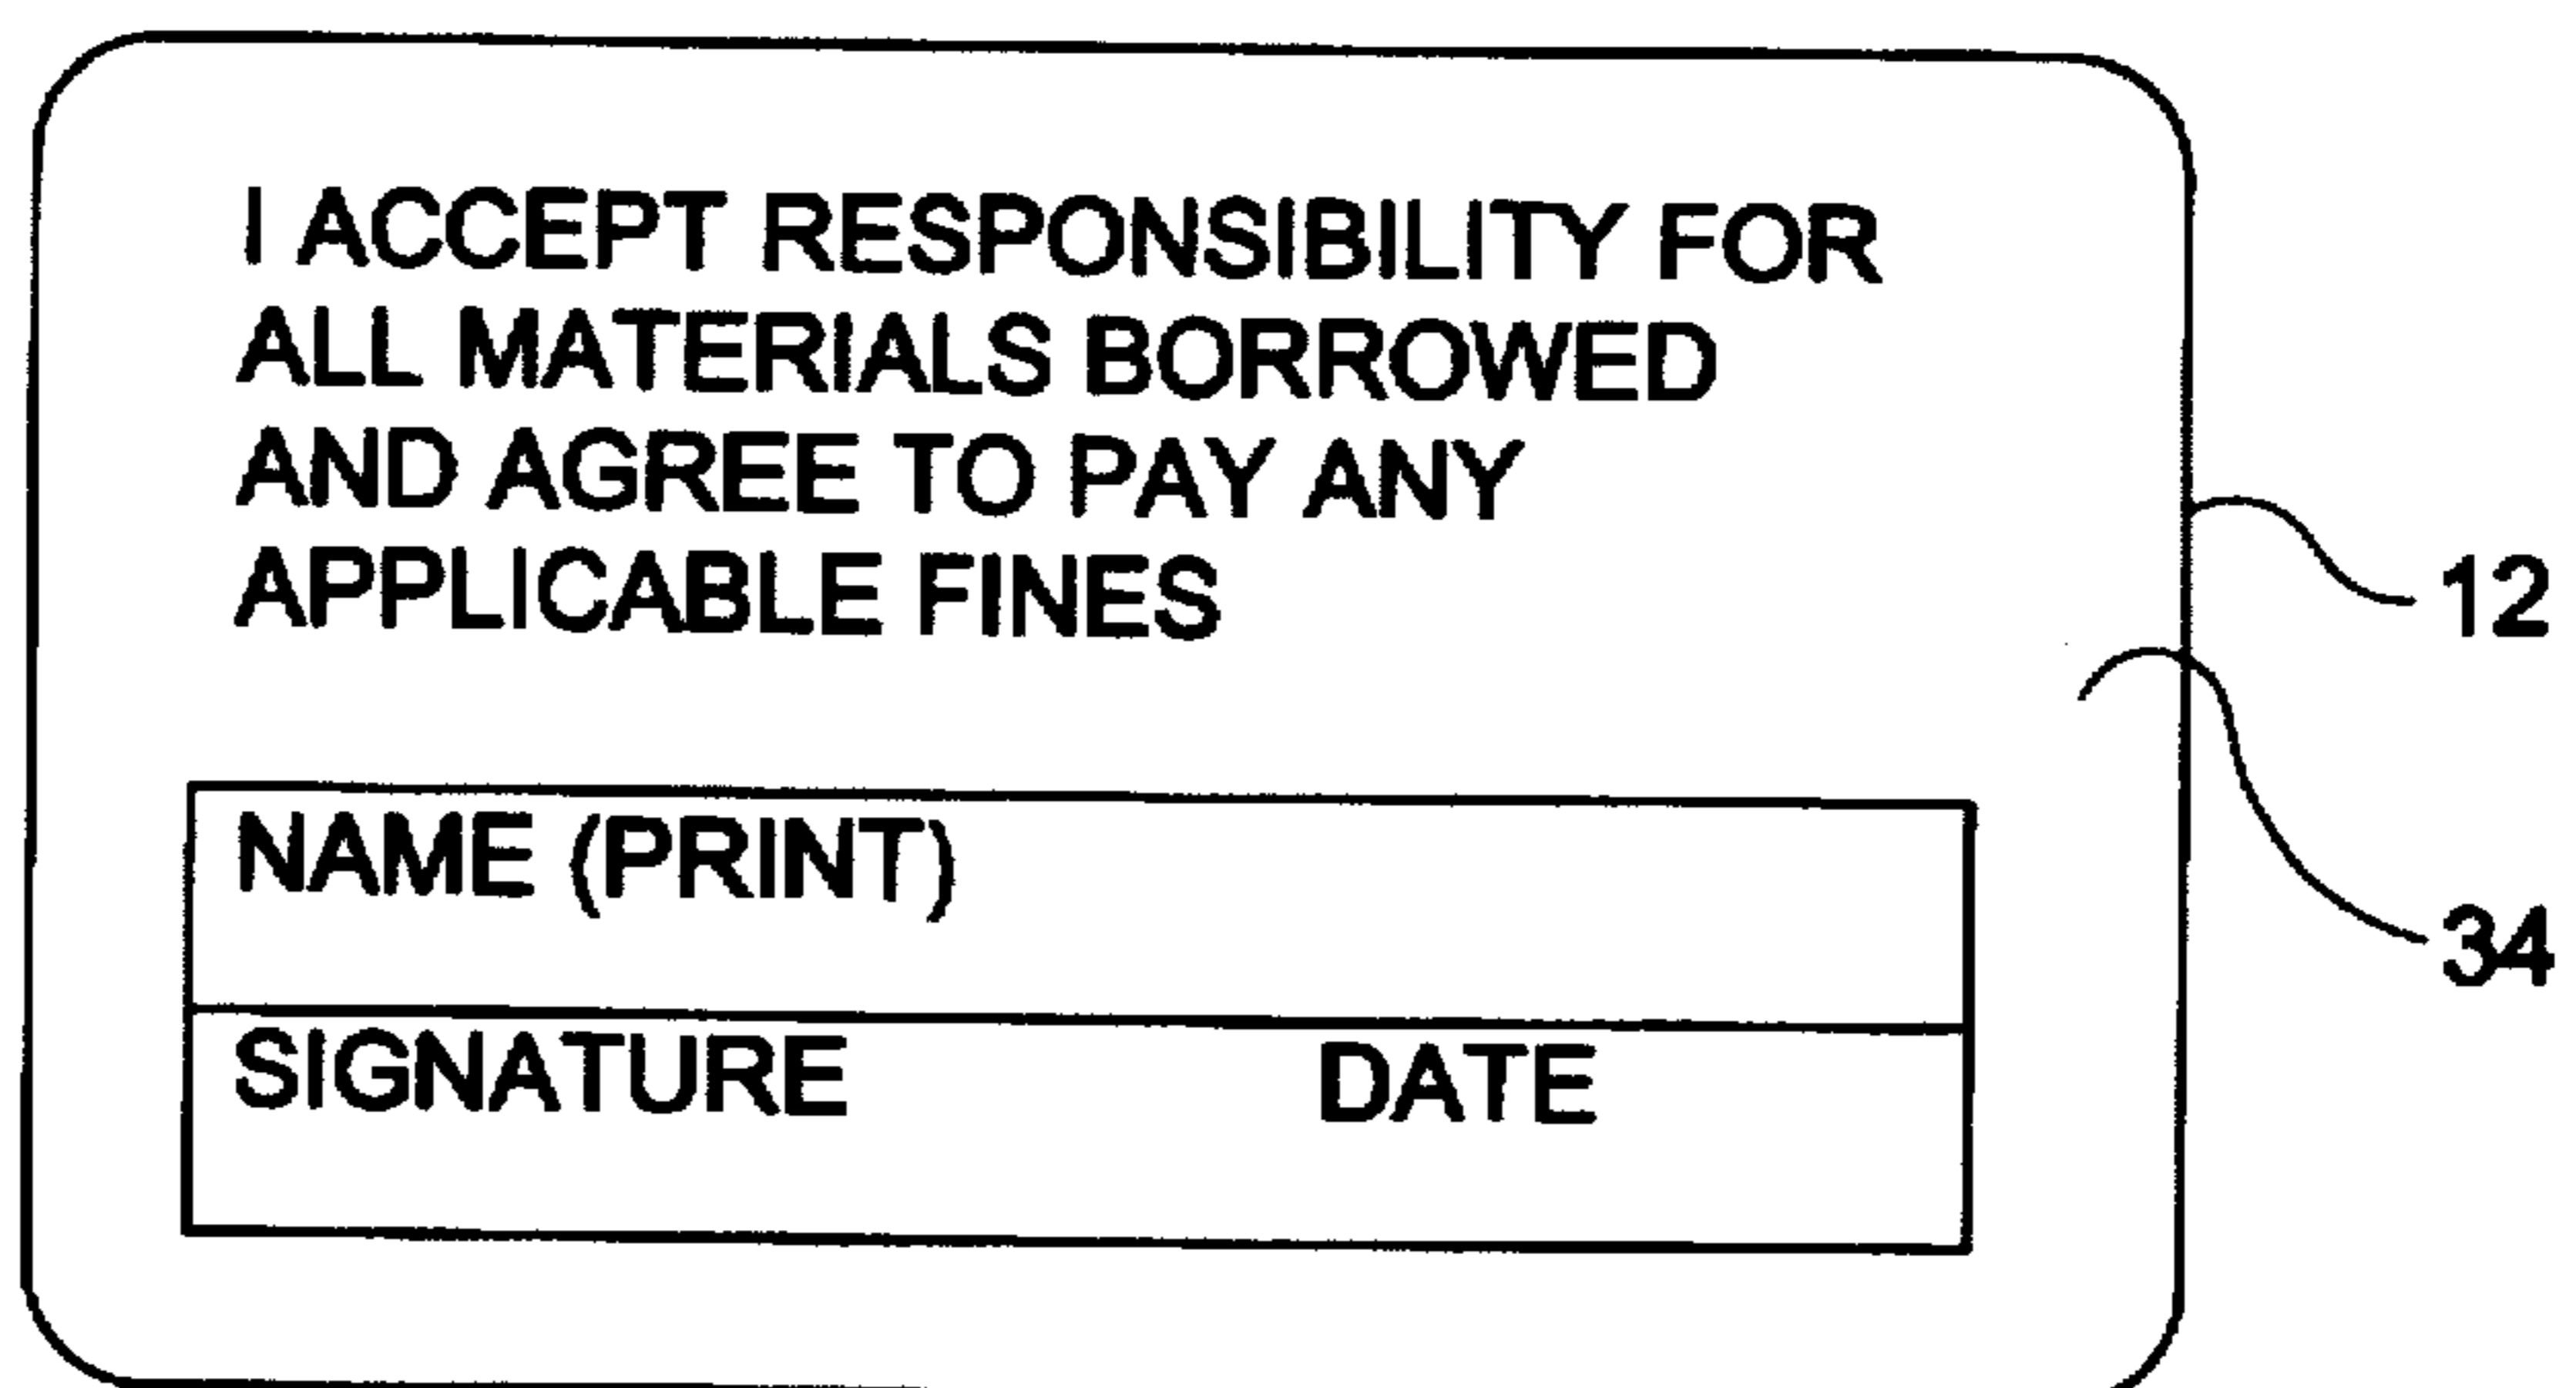 I ACCEPT RESPONSIBILITY FOR
ALL MATERIALS BORROWED
AND AGREE TO PAY ANY
APPLICABLE FINES
12
34
NAME (PRINT)
SIGNATURE DATE